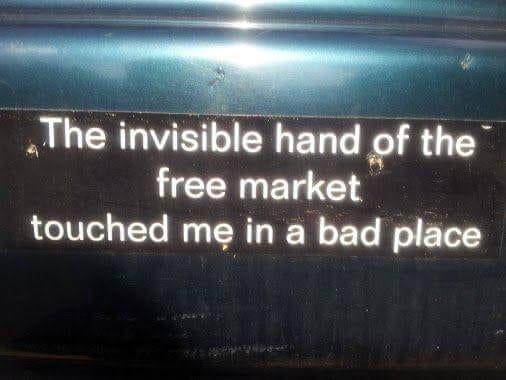 The invisible hand of the
free market
touched me in a bad place